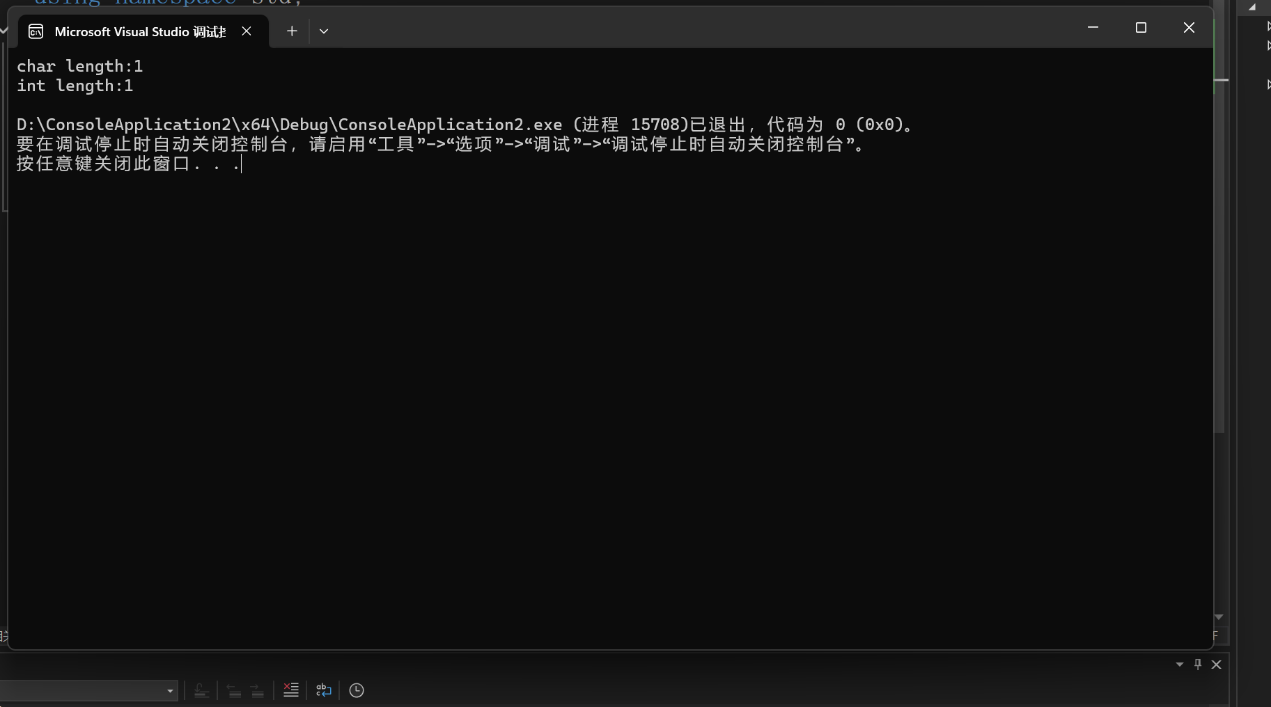 using namespace std;
Microsoft Visual Studio 调试
char length:1
int length:1
D:\ConsoleApplication2\x64\Debug\ConsoleApplication2.exe (进程 15708)已退出，代码为 0 (0x0)。
要在调试停止时自动关闭控制台，请启用“工具”->“选项”->“调试”->“调试停止时自动关闭控制台”。
按任意键关闭此窗口. . .